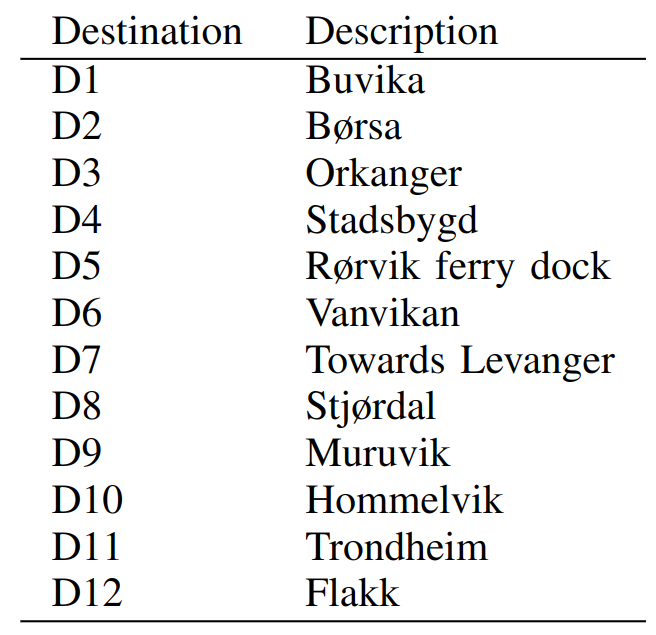 Destination Description
D1 Buvika
D2 Børsa
D3 Orkanger
D4 Stadsbygd
D5 Rørvik ferry dock
D6 Vanvikan
D7 Towards Levanger
D8 Stjørdal
D9 Muruvik
D10 Hommelvik
D11 Trondheim
D12 Flakk